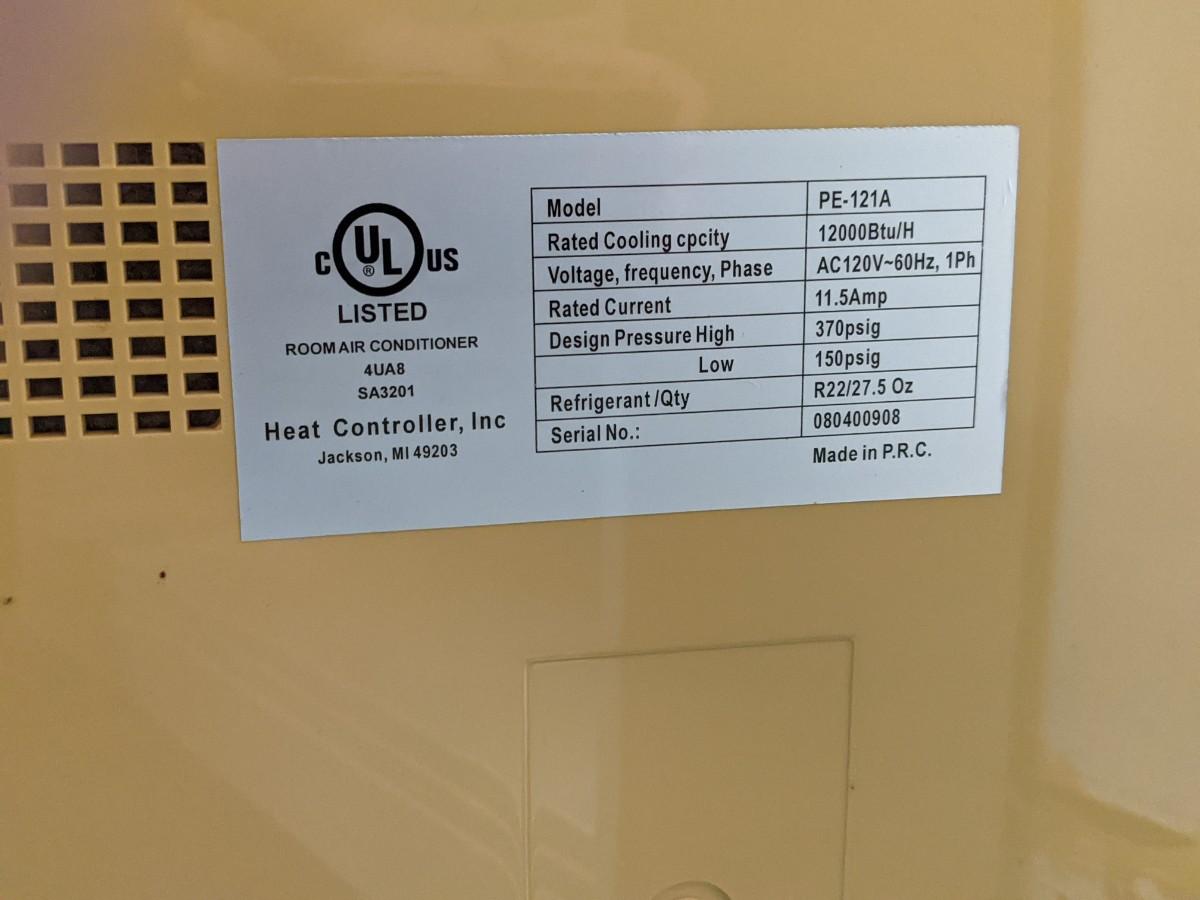 C UL US
®
LISTED
ROOM AIR CONDITIONER
4UA8
SA3201
Heat Controller, Inc
Jackson, MI 49203
Model PE-121A
Rated Cooling cpcity 12000Btu/H
Voltage, frequency, Phase AC120V~60Hz, 1Ph
Rated Current 11.5Amp
Design Pressure High 370psig
Low 150psig
Refrigerant /Qty R22/27.5 Oz
Serial No.: 080400908
Made in P.R.C.